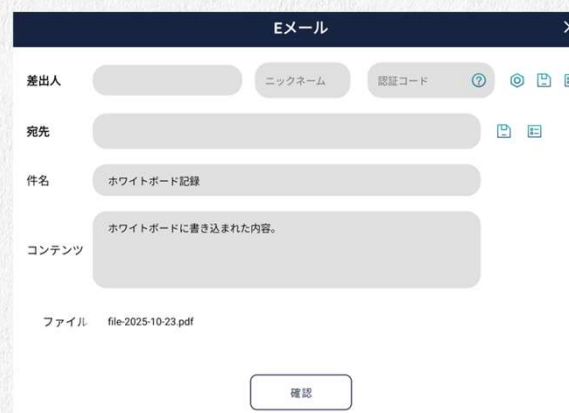 Eメール
差出人 ニックネーム 認証コード
宛先
件名 ホワイトボード記録
コンテンツ ホワイトボードに書き込まれた内容。
ファイル file-2025-10-23.pdf
確認